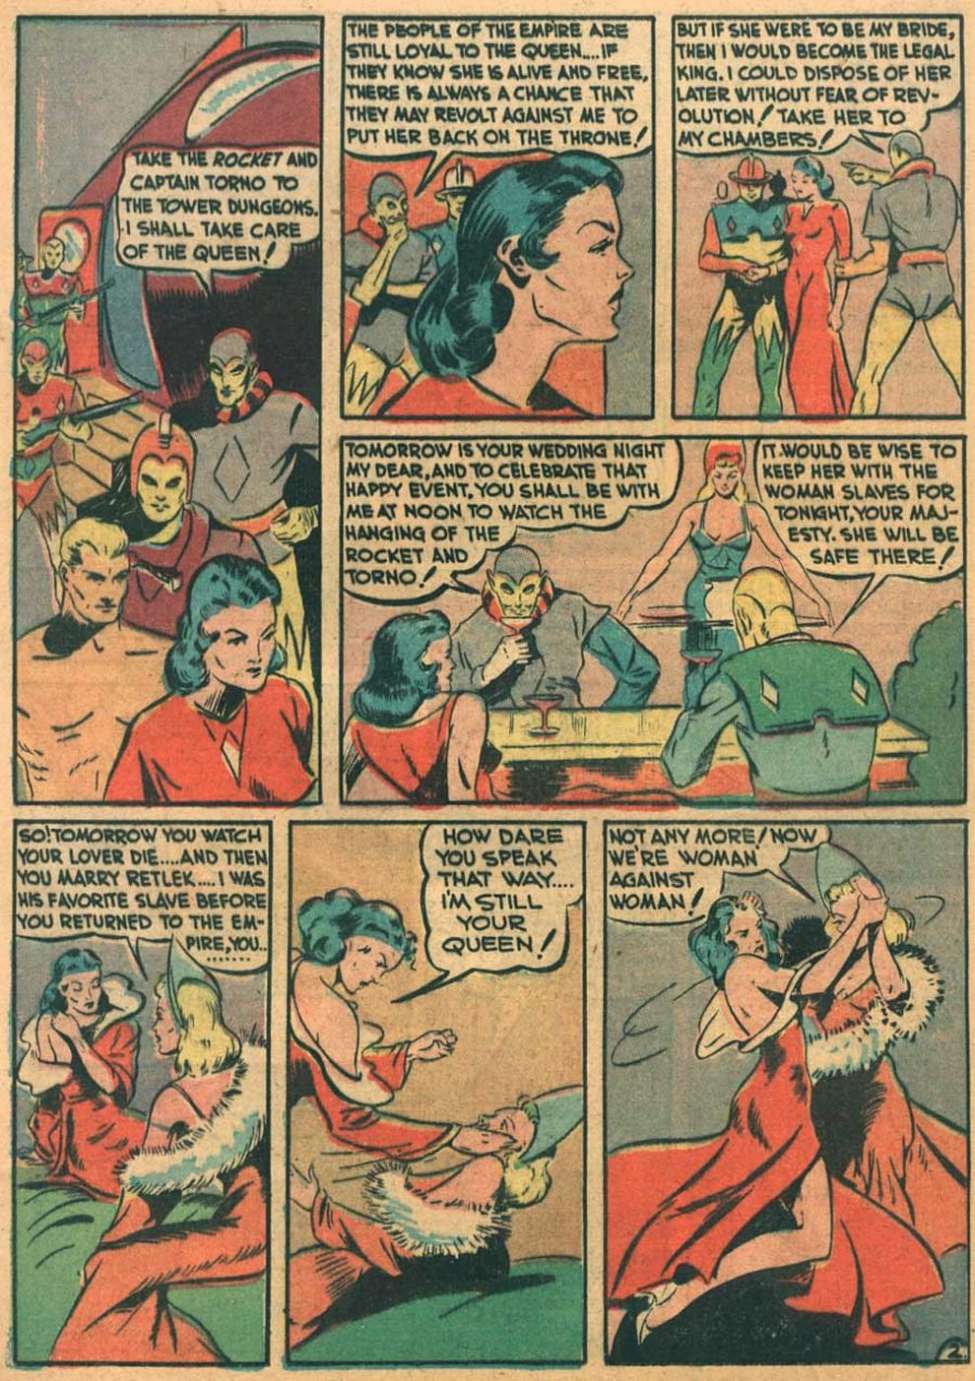 TAKE THE ROCKET AND
CAPTAIN TORNO TO
THE TOWER DUNGEONS.
I SHALL TAKE CARE
OF THE QUEEN!
THE PEOPLE OF THE EMPIRE ARE
STILL LOYAL TO THE QUEEN....IF
THEY KNOW SHE IS ALIVE AND FREE,
THERE IS ALWAYS A CHANCE THAT
THEY MAY REVOLT AGAINST ME TO
PUT HER BACK ON THE THRONE!
BUT IF SHE WERE TO BE MY BRIDE,
THEN I WOULD BECOME THE LEGAL
KING. I COULD DISPOSE OF HER
LATER WITHOUT FEAR OF REV-
OLUTION! TAKE HER TO
MY CHAMBERS!
TOMORROW IS YOUR WEDDING NIGHT
MY DEAR, AND TO CELEBRATE THAT
HAPPY EVENT, YOU SHALL BE WITH
ME AT NOON TO WATCH THE
HANGING OF THE
ROCKET AND
TORNO!
IT WOULD BE WISE TO
KEEP HER WITH THE
WOMAN SLAVES FOR
TONIGHT, YOUR MAJ-
ESTY. SHE WILL BE
SAFE THERE!
SO! TOMORROW YOU WATCH
YOUR LOVER DIE....AND THEN
YOU MARRY RETLEK....I WAS
HIS FAVORITE SLAVE BEFORE
YOU RETURNED TO THE EM-
PIRE, YOU..
.......
HOW DARE
YOU SPEAK
THAT WAY....
I'M STILL
YOUR
QUEEN!
NOT ANY MORE! NOW
WE'RE WOMAN
AGAINST
WOMAN!
2